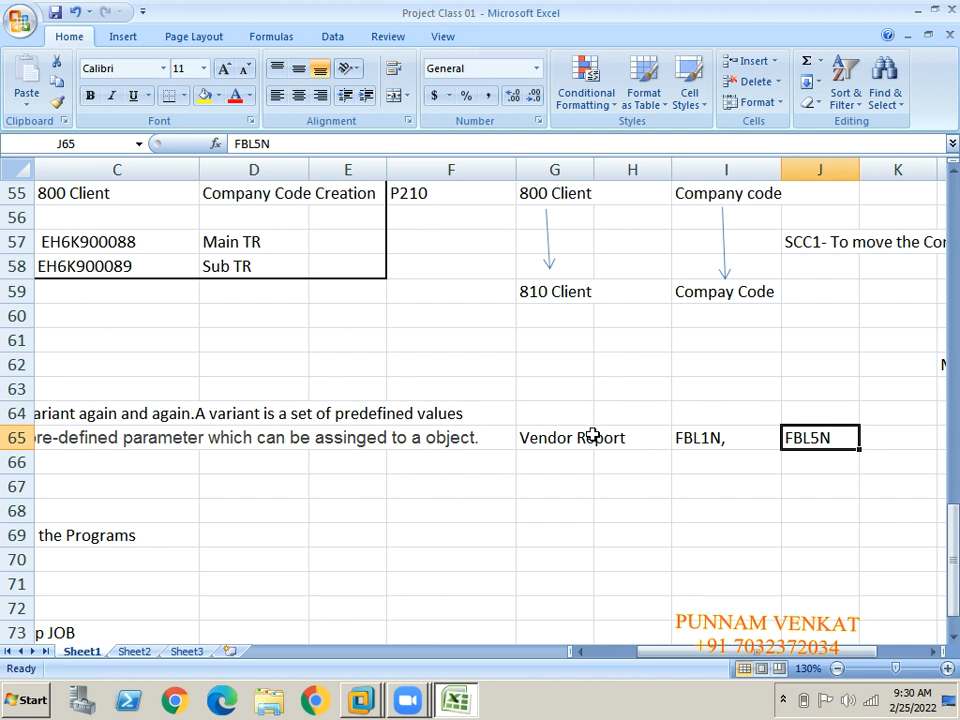 Project Class 01 - Microsoft Excel
Home Insert Page Layout Formulas Data Review View
Paste
Calibri 11 A A
General
Conditional Formatting Format as Table Cell Styles
Insert
Delete
Format
Sort & Filter Find & Select
B I U A $ % ,
Clipboard Font Alignment Number Styles Cells Editing
J65 fx FBL5N
C D E F G H I J K
55 800 Client Company Code Creation P210 800 Client Company code
56
57 EH6K900088 Main TR SCC1- To move the Cor
58 EH6K900089 Sub TR
59 810 Client Compay Code
60
61
62
63
64 ariant again and again.A variant is a set of predefined values
65 pre-defined parameter which can be assinged to a object. Vendor Report FBL1N, FBL5N
66
67
68
69 the Programs
70
71
72
73 p JOB
PUNNAM VENKAT
+91 7032372034
Sheet1 Sheet2 Sheet3
Ready 130%
Start 9:30 AM
2/25/2022